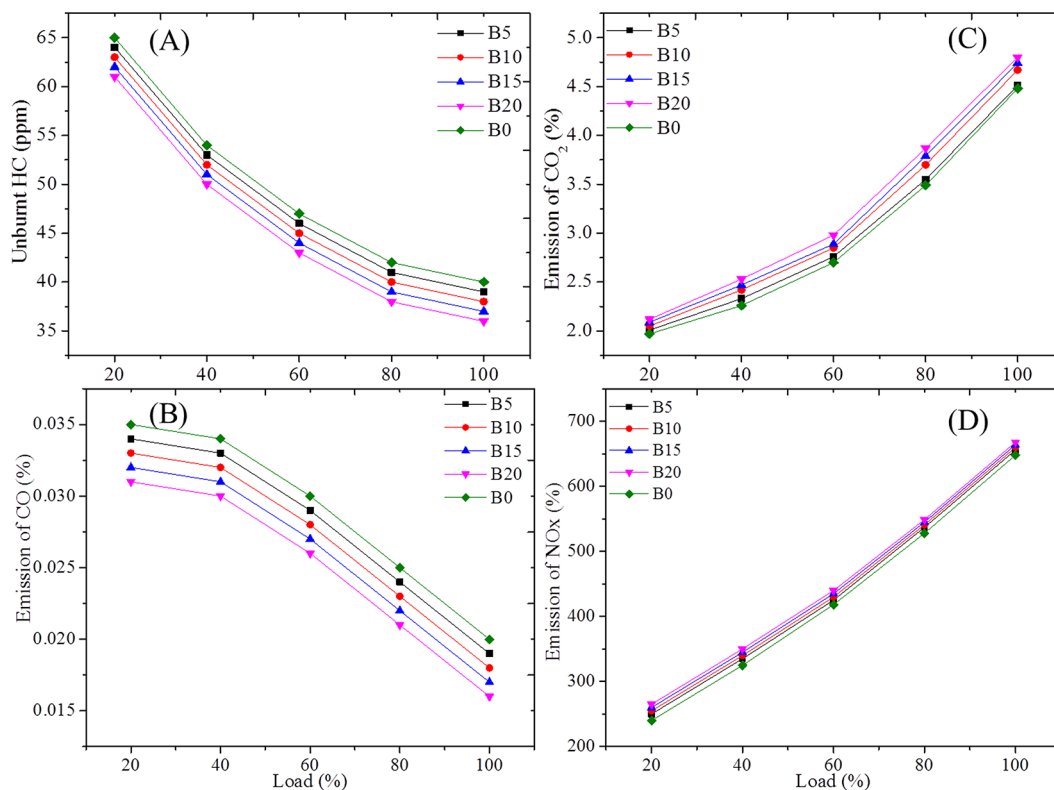 (A)
Unburnt HC (ppm)
65
60
55
50
45
40
35
20 40 60 80 100
B5
B10
B15
B20
B0
(C)
Emission of CO2 (%)
5.0
4.5
4.0
3.5
3.0
2.5
2.0
20 40 60 80 100
B5
B10
B15
B20
B0
(B)
Emission of CO (%)
0.035
0.030
0.025
0.020
0.015
20 40 60 80 100
Load (%)
B5
B10
B15
B20
B0
(D)
Emission of NOx (%)
700
600
500
400
300
200
20 40 60 80 100
Load (%)
B5
B10
B15
B20
B0